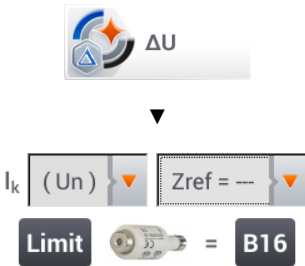 ΔU
▼
Ik (Un) Zref = ---
Limit = B16